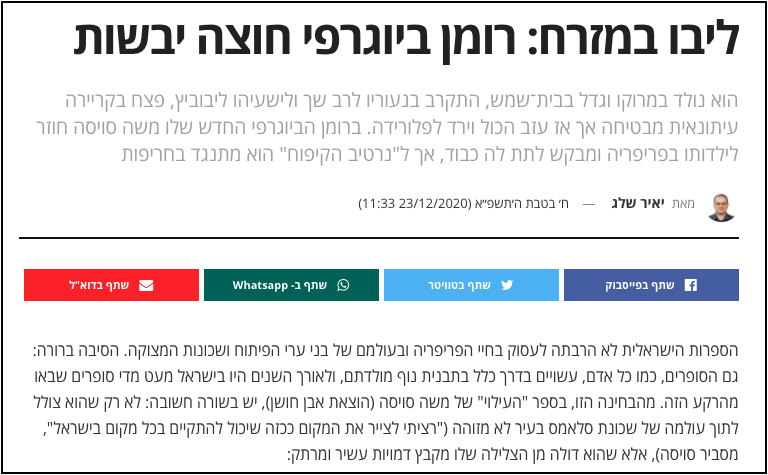 ליבו במזרח: רומן ביוגרפי חוצה יבשות
הוא נולד במרוקו וגדל בבית־שמש, התקרב בנעוריו לרב שך ולישעיהו ליבוביץ, פצח בקריירה
עיתונאית מבטיחה אך אז עזב הכול וירד לפלורידה. ברומן הביוגרפי החדש שלו משה סויסה חוזר
לילדותו בפריפריה ומבקש לתת לה כבוד, אך ל"נרטיב הקיפוח" הוא מתנגד בחריפות
מאת יאיר שלג — ח׳ בטבת ה׳תשפ״א (23/12/2020 11:33)
שתף בפייסבוק
שתף בטוויטר
שתף ב- Whatsapp
שתף בדוא"ל
הספרות הישראלית לא הרבתה לעסוק בחיי הפריפריה ובעולמם של בני ערי הפיתוח ושכונות המצוקה. הסיבה ברורה:
גם הסופרים, כמו כל אדם, עשויים בדרך כלל בתבנית נוף מולדתם, ולאורך השנים היו בישראל מעט מדי סופרים שבאו
מהרקע הזה. מהבחינה הזו, בספר "העילוי" של משה סויסה (הוצאת אבן חושן), יש בשורה חשובה: לא רק שהוא צולל
לתוך עולמה של שכונת סלאמס בעיר לא מזוהה ("רציתי לצייר את המקום ככזה שיכול להתקיים בכל מקום בישראל",
מסביר סויסה), אלא שהוא דולה מן הצלילה שלו מקבץ דמויות עשיר ומרתק: